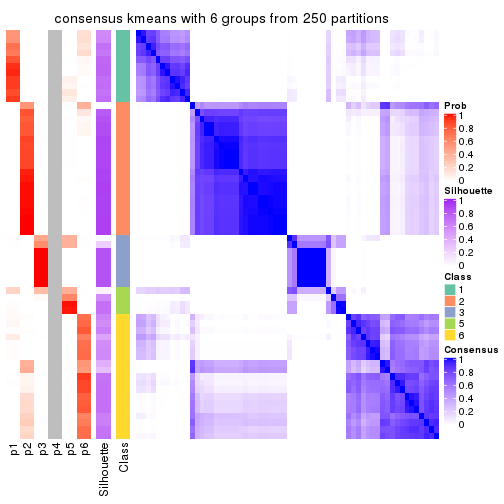 consensus kmeans with 6 groups from 250 partitions
Prob
1
0.8
0.6
0.4
0.2
0
Silhouette
1
0.8
0.6
0.4
0.2
0
Class
1
2
3
5
6
Consensus
1
0.8
0.6
0.4
0.2
0
p1
p2
p3
p4
p5
p6
Silhouette
Class